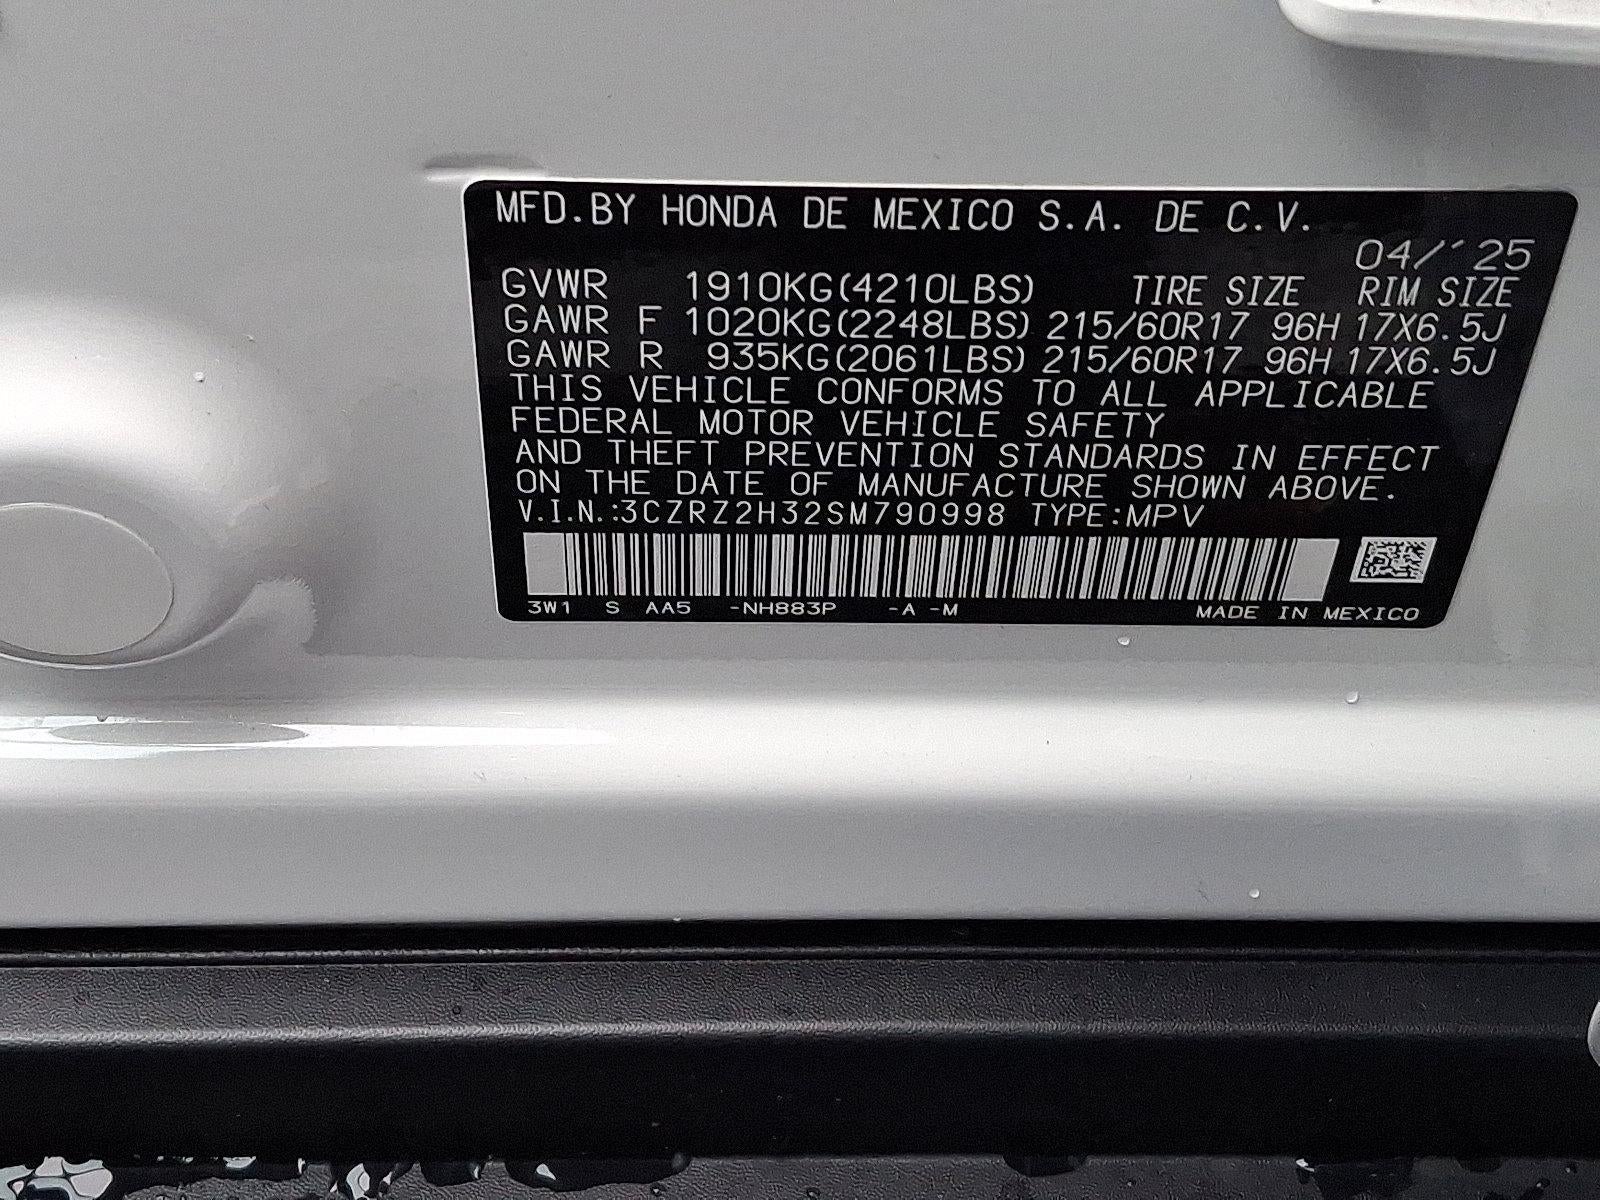 MFD.BY HONDA DE MEXICO S.A. DE C.V.
04/'25
GVWR 1910KG(4210LBS) TIRE SIZE RIM SIZE
GAWR F 1020KG(2248LBS) 215/60R17 96H 17X6.5J
GAWR R 935KG(2061LBS) 215/60R17 96H 17X6.5J
THIS VEHICLE CONFORMS TO ALL APPLICABLE
FEDERAL MOTOR VEHICLE SAFETY
AND THEFT PREVENTION STANDARDS IN EFFECT
ON THE DATE OF MANUFACTURE SHOWN ABOVE.
V.I.N.:3CZRZ2H32SM790998 TYPE:MPV
3W1 S AA5 -NH883P -A -M MADE IN MEXICO